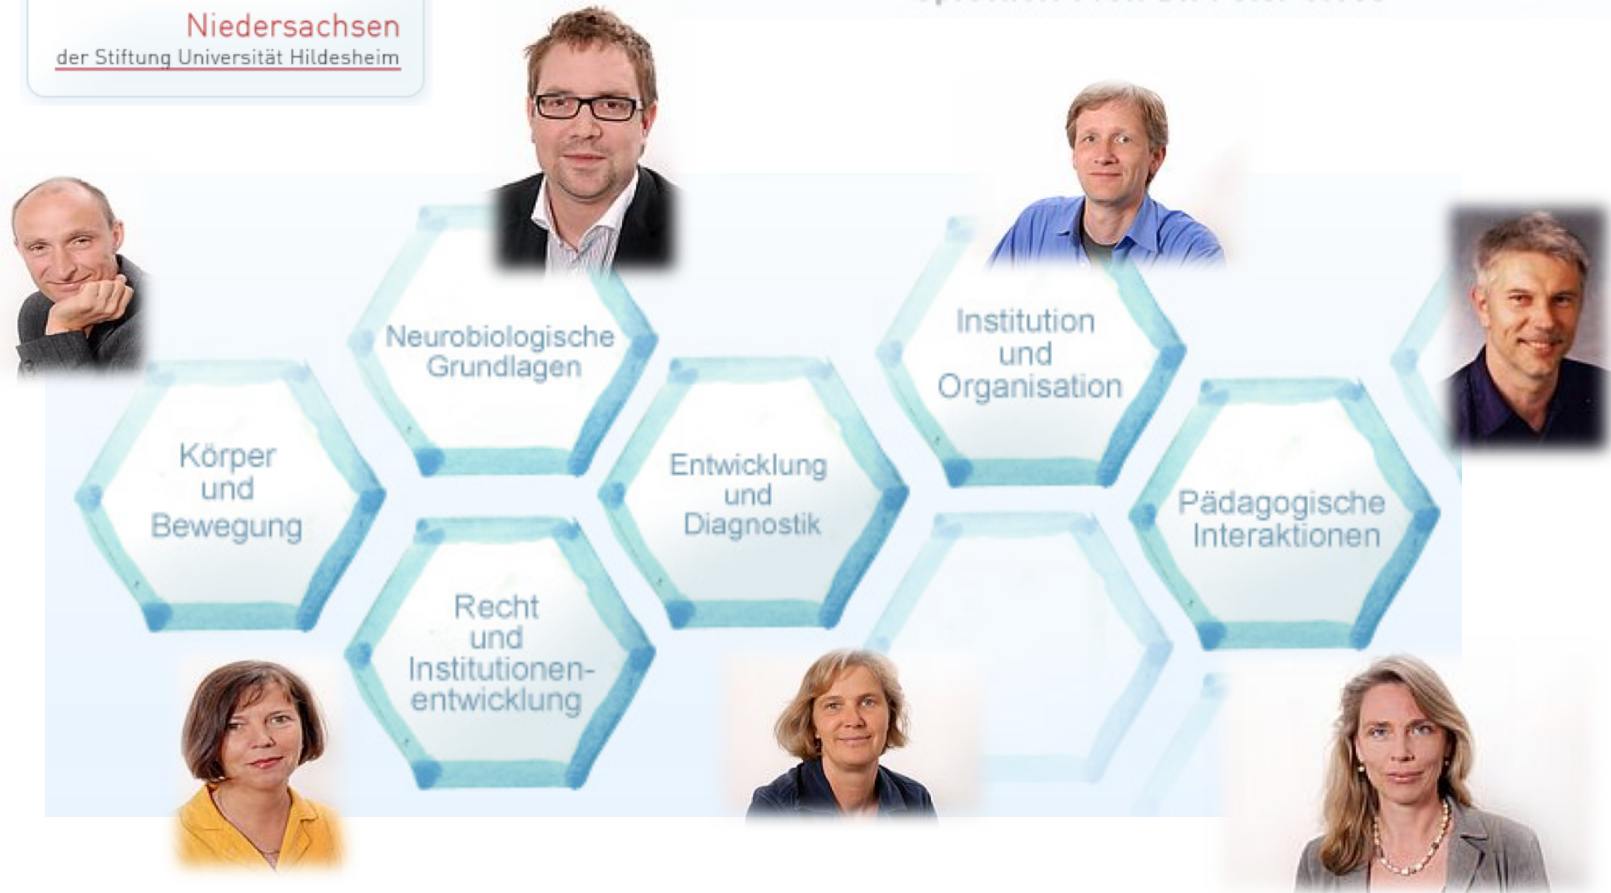 Niedersachsen
der Stiftung Universität Hildesheim
Neurobiologische
Grundlagen
Institution
und
Organisation
Körper
und
Bewegung
Entwicklung
und
Diagnostik
Pädagogische
Interaktionen
Recht
und
Institutionen-
entwicklung